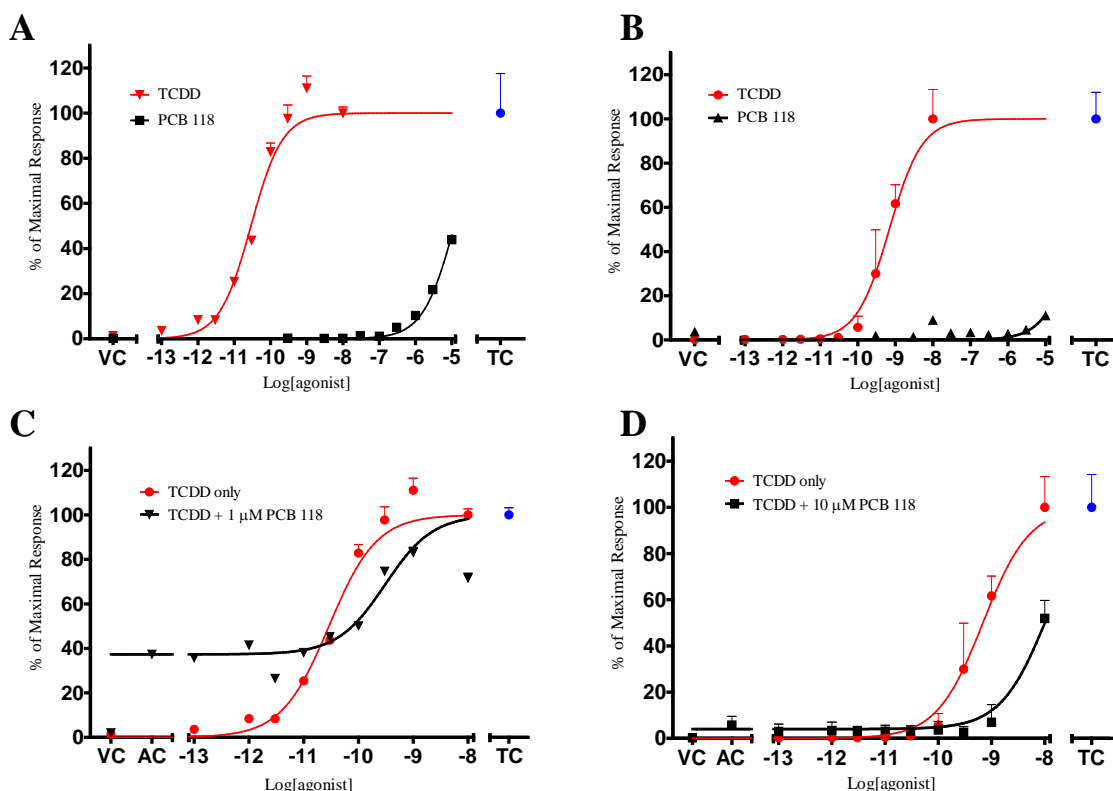 A
120
100
80
60
40
20
0
% of Maximal Response
TCDD
PCB 118
VC -13 -12 -11 -10 -9 -8 -7 -6 -5 TC
Log[agonist]
B
120
100
80
60
40
20
0
% of Maximal Response
TCDD
PCB 118
VC -13 -12 -11 -10 -9 -8 -7 -6 -5 TC
Log[agonist]
C
120
100
80
60
40
20
0
% of Maximal Response
TCDD only
TCDD + 1 μM PCB 118
VC AC -13 -12 -11 -10 -9 -8 TC
Log[agonist]
D
120
100
80
60
40
20
0
% of Maximal Response
TCDD only
TCDD + 10 μM PCB 118
VC AC -13 -12 -11 -10 -9 -8 TC
Log[agonist]